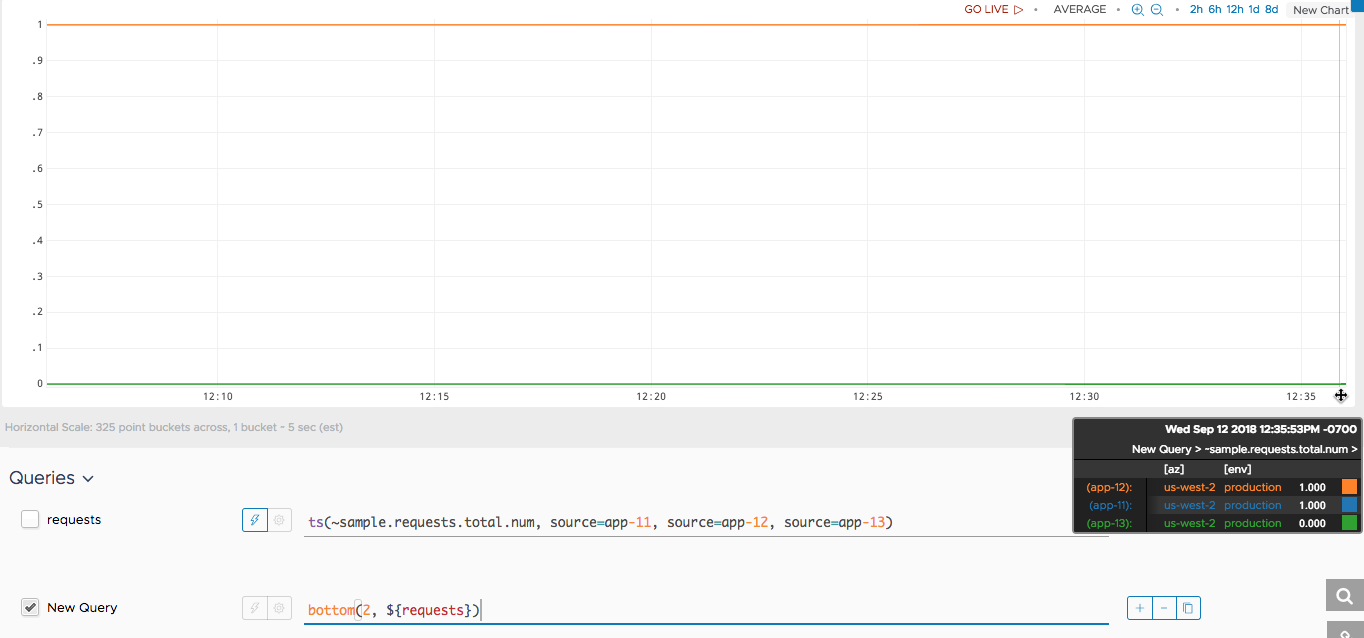 GO LIVE ▷ • AVERAGE • • 2h 6h 12h 1d 8d New Chart
1
.9
.8
.7
.6
.5
.4
.3
.2
.1
0
12:10 12:15 12:20 12:25 12:30 12:35
Horizontal Scale: 325 point buckets across, 1 bucket ~ 5 sec (est)
Wed Sep 12 2018 12:35:53PM -0700
New Query > ~sample.requests.total.num >
[az] [env]
(app-12): us-west-2 production 1.000
(app-11): us-west-2 production 1.000
(app-13): us-west-2 production 0.000
Queries
requests ts(~sample.requests.total.num, source=app-11, source=app-12, source=app-13)
New Query bottom(2, ${requests}) + −